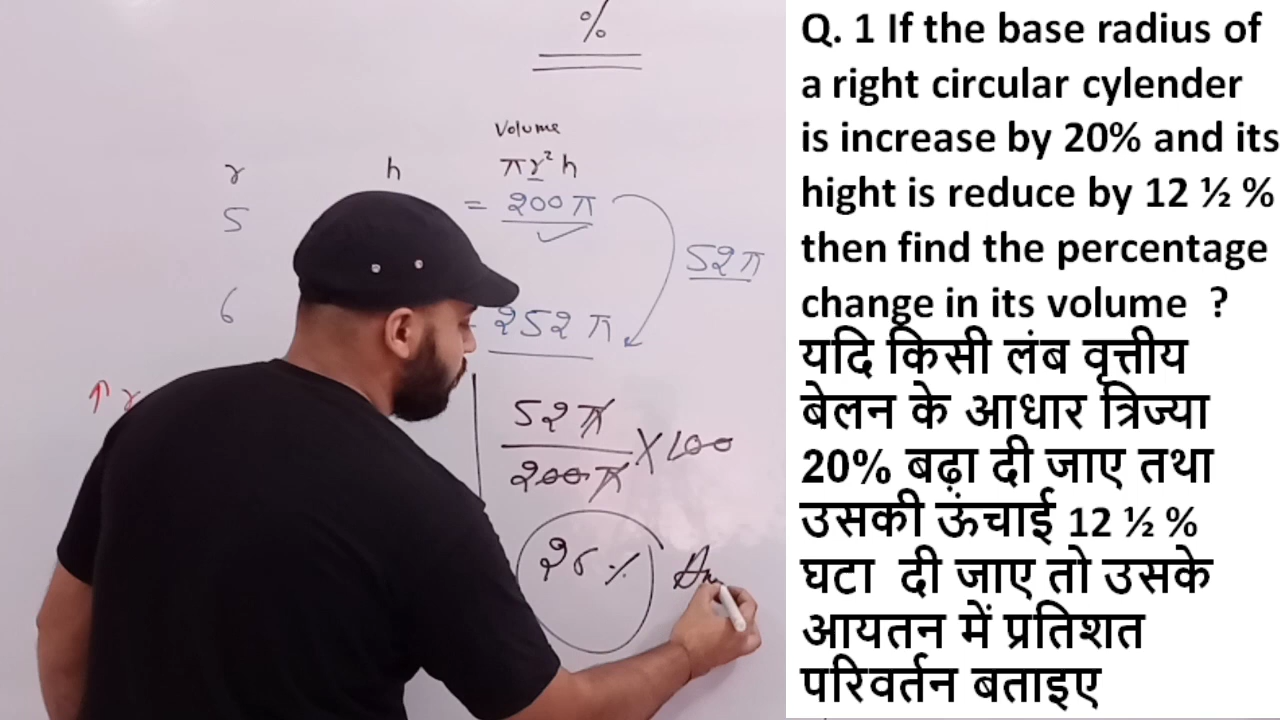 %
Volume
r h πr²h
5 = 200π
52π
6 = 252π
↑ r
52π
200π × 100
26% An
Q. 1 If the base radius of
a right circular cylender
is increase by 20% and its
hight is reduce by 12 ½ %
then find the percentage
change in its volume ?
यदि किसी लंब वृत्तीय
बेलन के आधार त्रिज्या
20% बढ़ा दी जाए तथा
उसकी ऊंचाई 12 ½ %
घटा दी जाए तो उसके
आयतन में प्रतिशत
परिवर्तन बताइए